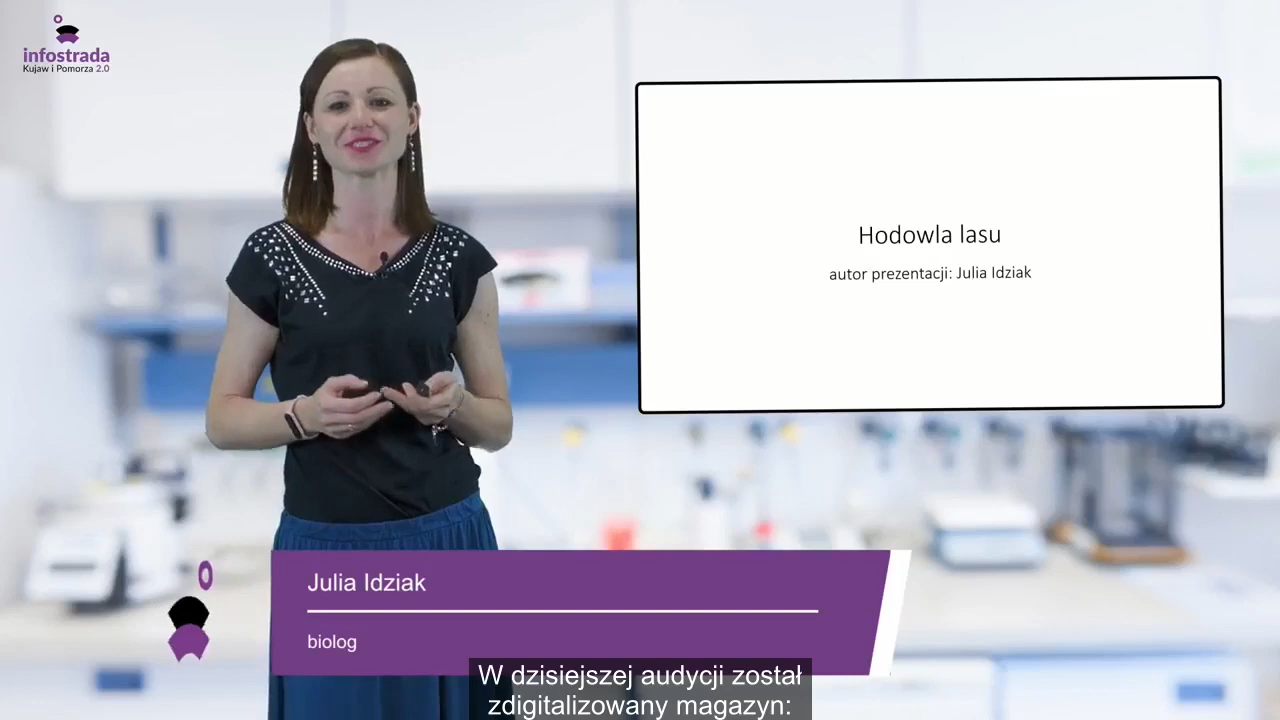 infostrada
Kujaw i Pomorza 2.0
Hodowla lasu
autor prezentacji: Julia Idziak
Julia Idziak
biolog
W dzisiejszej audycji został
zdigitalizowany magazyn: